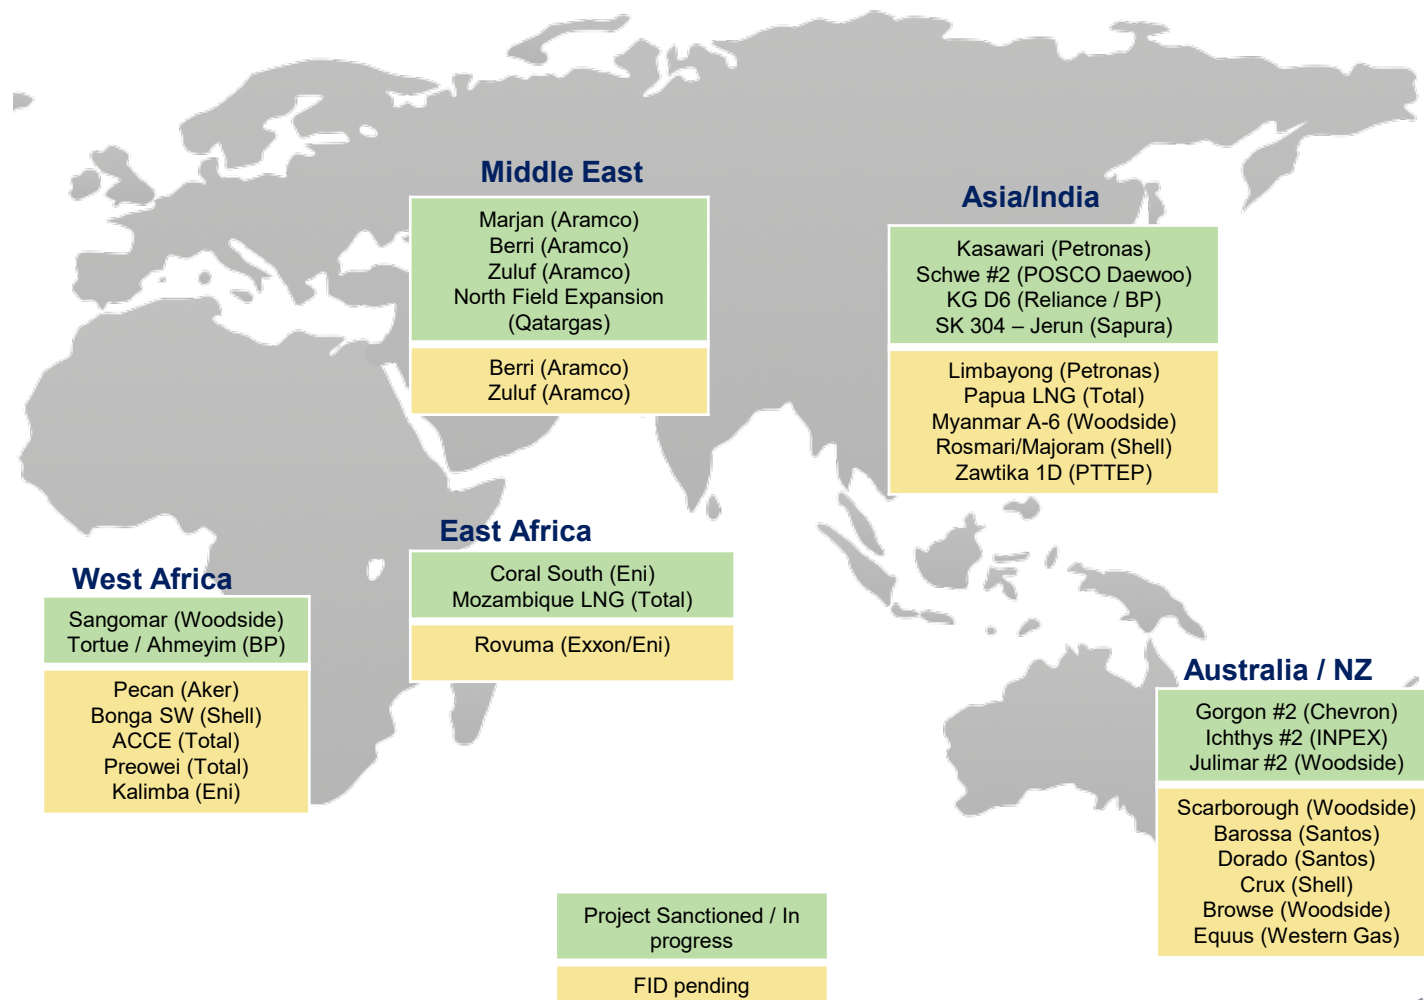 Middle East
Marjan (Aramco)
Berri (Aramco)
Zuluf (Aramco)
North Field Expansion
(Qatargas)
Berri (Aramco)
Zuluf (Aramco)
Asia/India
Kasawari (Petronas)
Schwe #2 (POSCO Daewoo)
KG D6 (Reliance / BP)
SK 304 – Jerun (Sapura)
Limbayong (Petronas)
Papua LNG (Total)
Myanmar A-6 (Woodside)
Rosmari/Majoram (Shell)
Zawtika 1D (PTTEP)
East Africa
Coral South (Eni)
Mozambique LNG (Total)
Rovuma (Exxon/Eni)
West Africa
Sangomar (Woodside)
Tortue / Ahmeyim (BP)
Pecan (Aker)
Bonga SW (Shell)
ACCE (Total)
Preowei (Total)
Kalimba (Eni)
Australia / NZ
Gorgon #2 (Chevron)
Ichthys #2 (INPEX)
Julimar #2 (Woodside)
Scarborough (Woodside)
Barossa (Santos)
Dorado (Santos)
Crux (Shell)
Browse (Woodside)
Equus (Western Gas)
Project Sanctioned / In
progress
FID pending